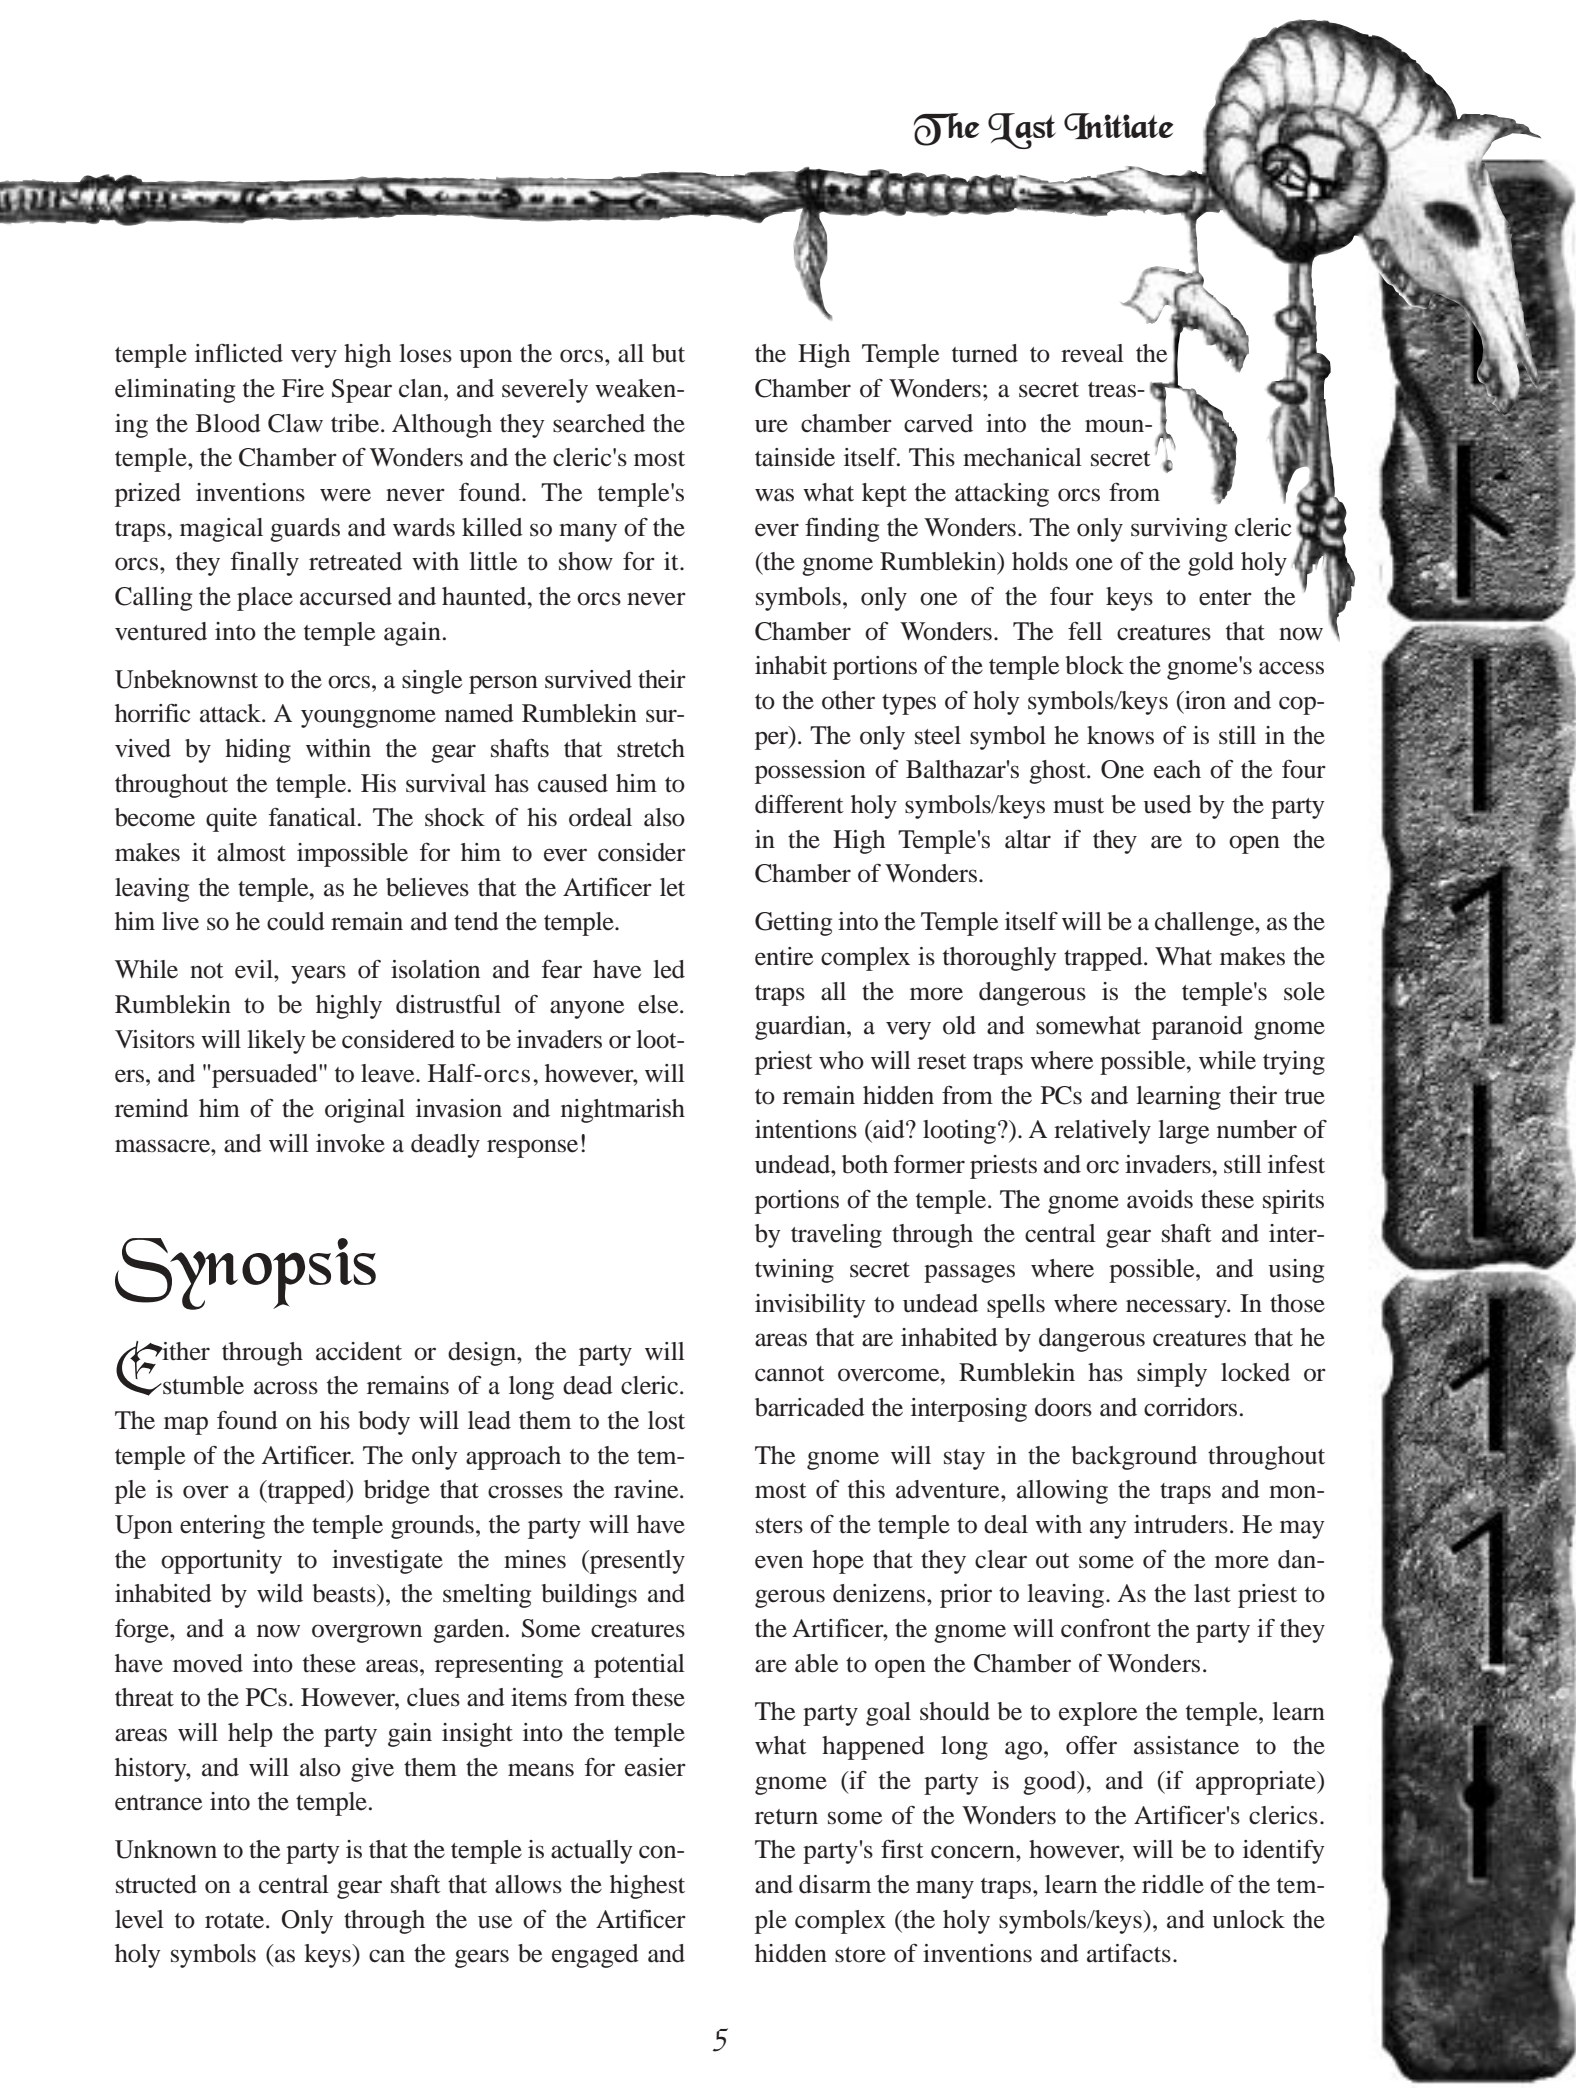 The Last Initiate
temple inflicted very high loses upon the orcs, all but
eliminating the Fire Spear clan, and severely weaken-
ing the Blood Claw tribe. Although they searched the
temple, the Chamber of Wonders and the cleric's most
prized inventions were never found. The temple's
traps, magical guards and wards killed so many of the
orcs, they finally retreated with little to show for it.
Calling the place accursed and haunted, the orcs never
ventured into the temple again.
Unbeknownst to the orcs, a single person survived their
horrific attack. A younggnome named Rumblekin sur-
vived by hiding within the gear shafts that stretch
throughout the temple. His survival has caused him to
become quite fanatical. The shock of his ordeal also
makes it almost impossible for him to ever consider
leaving the temple, as he believes that the Artificer let
him live so he could remain and tend the temple.
While not evil, years of isolation and fear have led
Rumblekin to be highly distrustful of anyone else.
Visitors will likely be considered to be invaders or loot-
ers, and "persuaded" to leave. Half-orcs, however, will
remind him of the original invasion and nightmarish
massacre, and will invoke a deadly response!
Synopsis
Either through accident or design, the party will
stumble across the remains of a long dead cleric.
The map found on his body will lead them to the lost
temple of the Artificer. The only approach to the tem-
ple is over a (trapped) bridge that crosses the ravine.
Upon entering the temple grounds, the party will have
the opportunity to investigate the mines (presently
inhabited by wild beasts), the smelting buildings and
forge, and a now overgrown garden. Some creatures
have moved into these areas, representing a potential
threat to the PCs. However, clues and items from these
areas will help the party gain insight into the temple
history, and will also give them the means for easier
entrance into the temple.
Unknown to the party is that the temple is actually con-
structed on a central gear shaft that allows the highest
level to rotate. Only through the use of the Artificer
holy symbols (as keys) can the gears be engaged and
the High Temple turned to reveal the
Chamber of Wonders; a secret treas-
ure chamber carved into the moun-
tainside itself. This mechanical secret
was what kept the attacking orcs from
ever finding the Wonders. The only surviving cleric
(the gnome Rumblekin) holds one of the gold holy
symbols, only one of the four keys to enter the
Chamber of Wonders. The fell creatures that now
inhabit portions of the temple block the gnome's access
to the other types of holy symbols/keys (iron and cop-
per). The only steel symbol he knows of is still in the
possession of Balthazar's ghost. One each of the four
different holy symbols/keys must be used by the party
in the High Temple's altar if they are to open the
Chamber of Wonders.
Getting into the Temple itself will be a challenge, as the
entire complex is thoroughly trapped. What makes the
traps all the more dangerous is the temple's sole
guardian, a very old and somewhat paranoid gnome
priest who will reset traps where possible, while trying
to remain hidden from the PCs and learning their true
intentions (aid? looting?). A relatively large number of
undead, both former priests and orc invaders, still infest
portions of the temple. The gnome avoids these spirits
by traveling through the central gear shaft and inter-
twining secret passages where possible, and using
invisibility to undead spells where necessary. In those
areas that are inhabited by dangerous creatures that he
cannot overcome, Rumblekin has simply locked or
barricaded the interposing doors and corridors.
The gnome will stay in the background throughout
most of this adventure, allowing the traps and mon-
sters of the temple to deal with any intruders. He may
even hope that they clear out some of the more dan-
gerous denizens, prior to leaving. As the last priest to
the Artificer, the gnome will confront the party if they
are able to open the Chamber of Wonders.
The party goal should be to explore the temple, learn
what happened long ago, offer assistance to the
gnome (if the party is good), and (if appropriate)
return some of the Wonders to the Artificer's clerics.
The party's first concern, however, will be to identify
and disarm the many traps, learn the riddle of the tem-
ple complex (the holy symbols/keys), and unlock the
hidden store of inventions and artifacts.
5